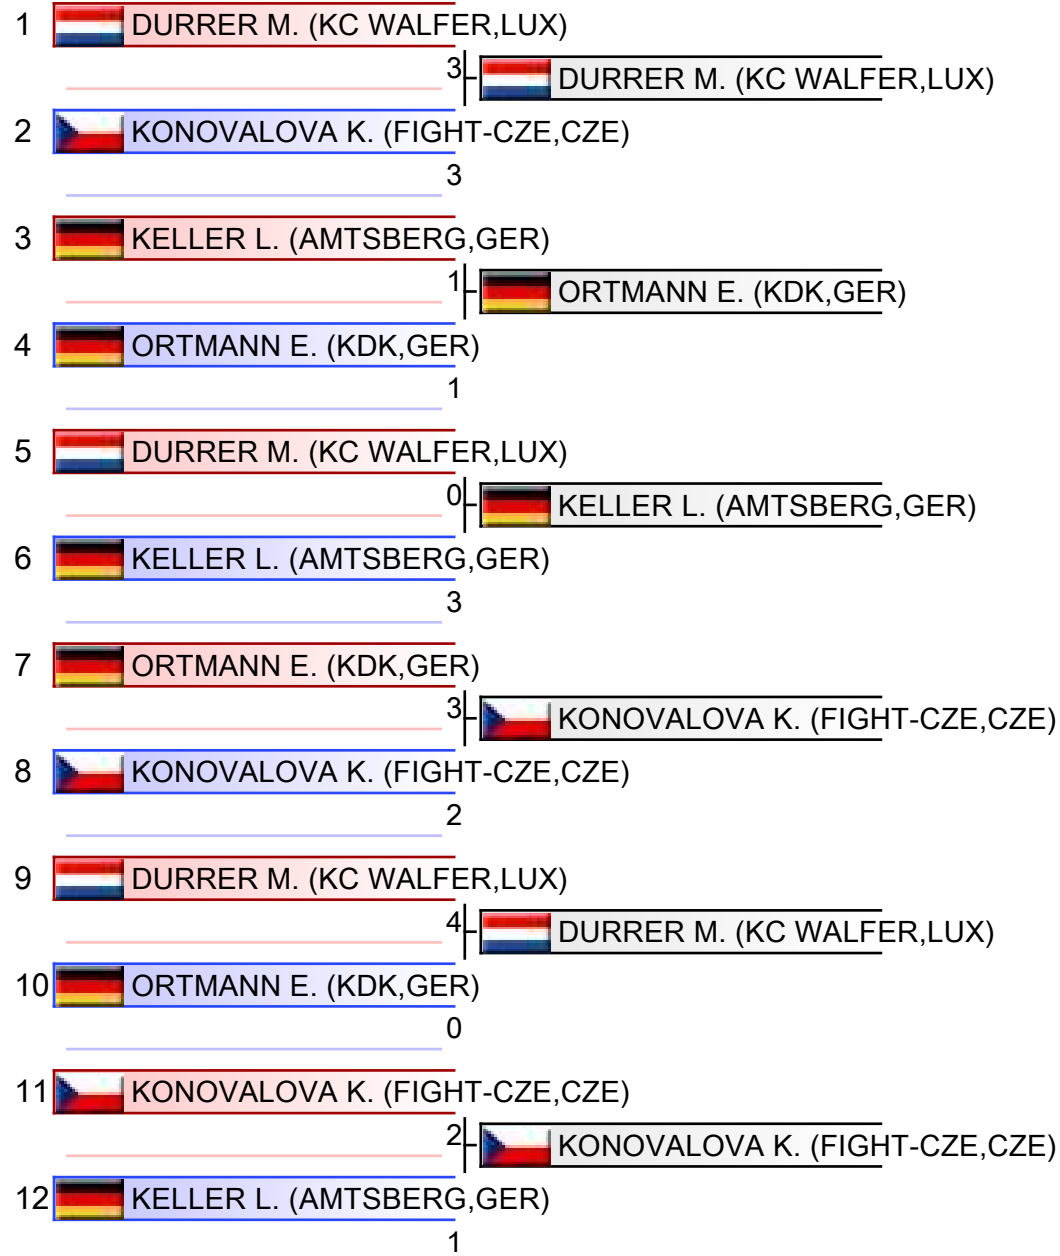 1 DURRER M. (KC WALFER,LUX)
3 DURRER M. (KC WALFER,LUX)
2 KONOVALOVA K. (FIGHT-CZE,CZE)
3
3 KELLER L. (AMTSBERG,GER)
1 ORTMANN E. (KDK,GER)
4 ORTMANN E. (KDK,GER)
1
5 DURRER M. (KC WALFER,LUX)
0 KELLER L. (AMTSBERG,GER)
6 KELLER L. (AMTSBERG,GER)
3
7 ORTMANN E. (KDK,GER)
3 KONOVALOVA K. (FIGHT-CZE,CZE)
8 KONOVALOVA K. (FIGHT-CZE,CZE)
2
9 DURRER M. (KC WALFER,LUX)
4 DURRER M. (KC WALFER,LUX)
10 ORTMANN E. (KDK,GER)
0
11 KONOVALOVA K. (FIGHT-CZE,CZE)
2 KONOVALOVA K. (FIGHT-CZE,CZE)
12 KELLER L. (AMTSBERG,GER)
1